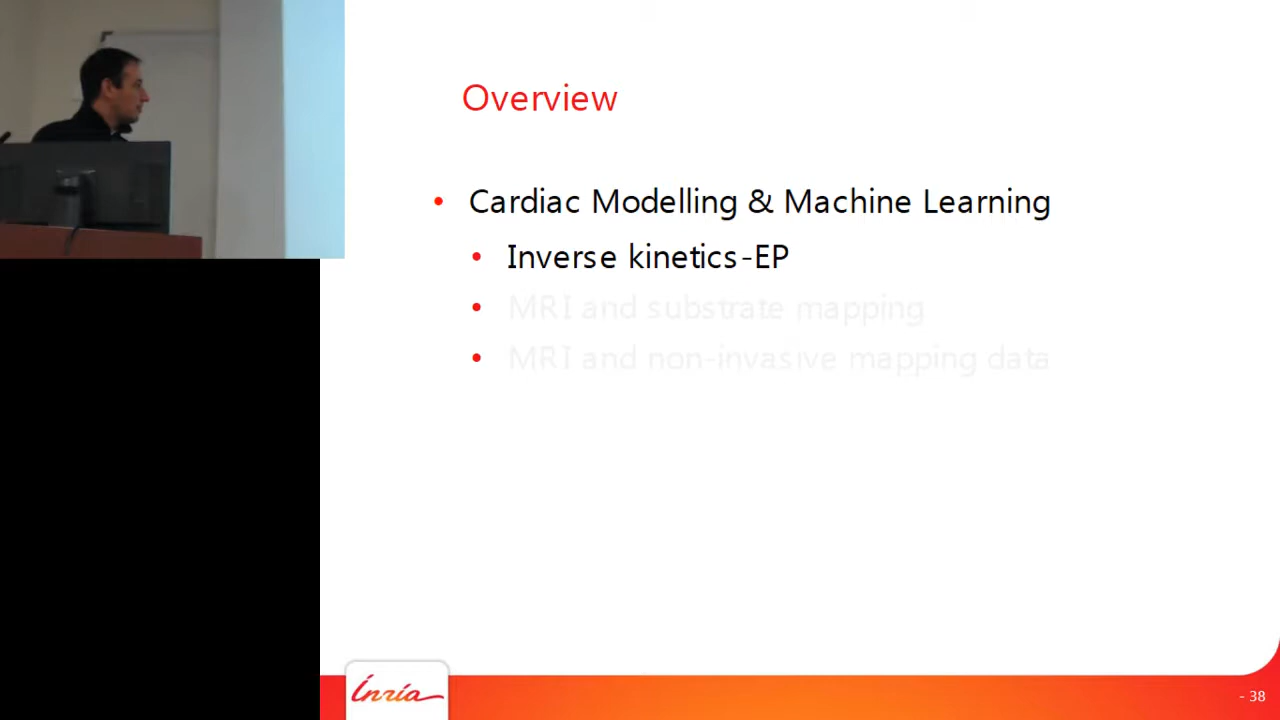 Overview
• Cardiac Modelling & Machine Learning
• Inverse kinetics-EP
• MRI and substrate mapping
• MRI and non-invasive mapping data
Inria
- 38